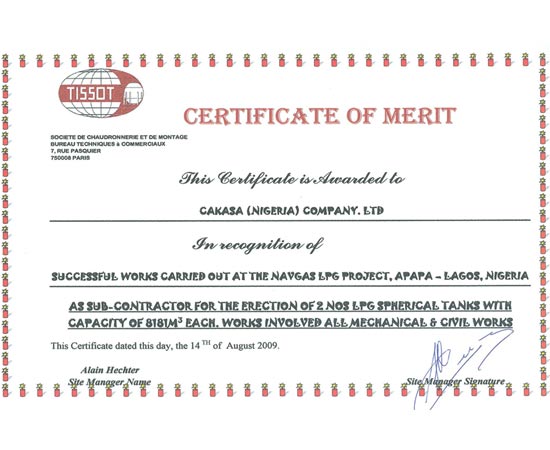 TISSOT
CERTIFICATE OF MERIT
SOCIETE DE CHAUDRONNERIE ET DE MONTAGE
BUREAU TECHNIQUES & COMMERCIAUX
7, RUE PASQUIER
750008 PARIS
This Certificate is Awarded to
CAKASA (NIGERIA) COMPANY. LTD
In recognition of
SUCCESSFUL WORKS CARRIED OUT AT THE NAVGAS LPG PROJECT, APAPA – LAGOS, NIGERIA
AS SUB-CONTRACTOR FOR THE ERECTION OF 2 NOS LPG SPHERICAL TANKS WITH
CAPACITY OF 8181M³ EACH. WORKS INVOLVED ALL MECHANICAL & CIVIL WORKS
This Certificate dated this day, the 14 TH of August 2009.
Alain Hechter
Site Manager Name
Site Manager Signature